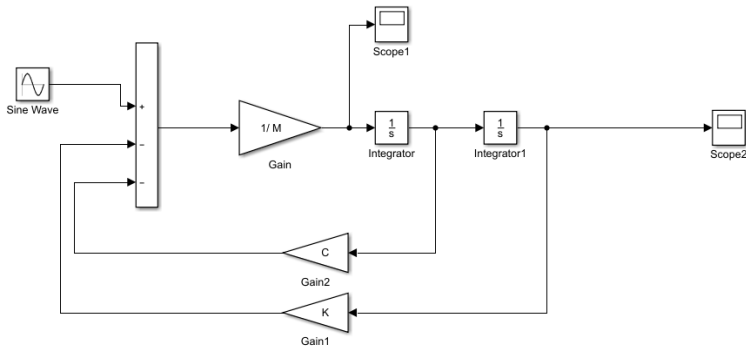 Scope1
Sine Wave
+
−
−
1/ M
Gain
1
s
Integrator
1
s
Integrator1
Scope2
C
Gain2
K
Gain1